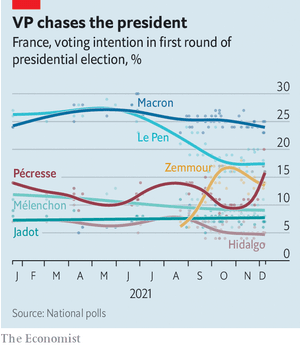 VP chases the president
France, voting intention in first round of
presidential election, %
30
Macron
25
Le Pen
20
Zemmour
15
Pécresse
Mélenchon
10
Jadot
5
Hidalgo
0
J F M A M J J A S O N D
2021
Source: National polls
The Economist